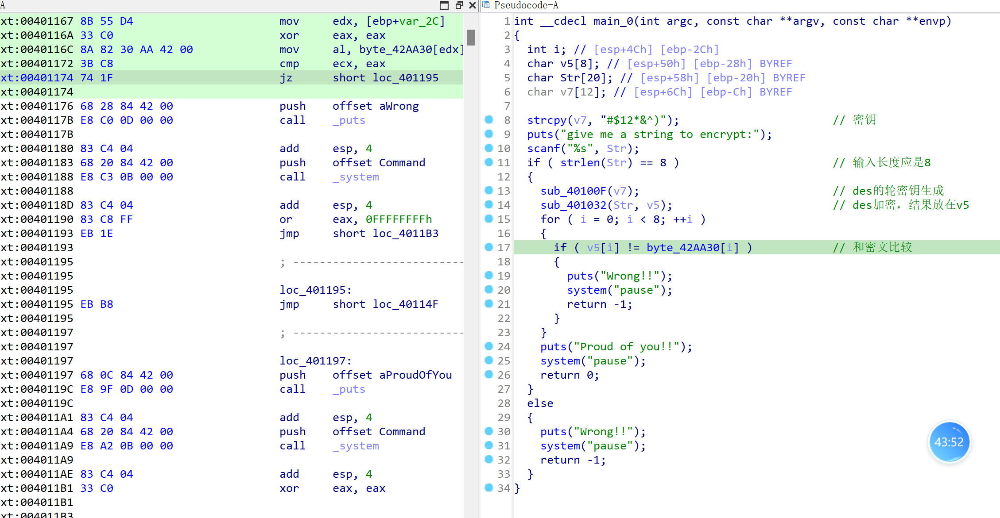 A
xt:00401167 8B 55 D4 mov edx, [ebp+var_2C]
xt:0040116A 33 C0 xor eax, eax
xt:0040116C 8A 82 30 AA 42 00 mov al, byte_42AA30[edx]
xt:00401172 3B C8 cmp ecx, eax
xt:00401174 74 1F jz short loc_401195
xt:00401174
xt:00401176 68 28 84 42 00 push offset aWrong
xt:0040117B E8 C0 0D 00 00 call _puts
xt:0040117B
xt:00401180 83 C4 04 add esp, 4
xt:00401183 68 20 84 42 00 push offset Command
xt:00401188 E8 C3 0B 00 00 call _system
xt:00401188
xt:0040118D 83 C4 04 add esp, 4
xt:00401190 83 C8 FF or eax, 0FFFFFFFFh
xt:00401193 EB 1E jmp short loc_4011B3
xt:00401193
xt:00401195 ; --------------------------
xt:00401195
xt:00401195 loc_401195:
xt:00401195 EB B8 jmp short loc_40114F
xt:00401195
xt:00401197 ; --------------------------
xt:00401197
xt:00401197 loc_401197:
xt:00401197 68 0C 84 42 00 push offset aProudOfYou
xt:0040119C E8 9F 0D 00 00 call _puts
xt:0040119C
xt:004011A1 83 C4 04 add esp, 4
xt:004011A4 68 20 84 42 00 push offset Command
xt:004011A9 E8 A2 0B 00 00 call _system
xt:004011A9
xt:004011AE 83 C4 04 add esp, 4
xt:004011B1 33 C0 xor eax, eax
xt:004011B1
xt:004011B3
Pseudocode-A
1 int __cdecl main_0(int argc, const char **argv, const char **envp)
2 {
3 int i; // [esp+4Ch] [ebp-2Ch]
4 char v5[8]; // [esp+50h] [ebp-28h] BYREF
5 char Str[20]; // [esp+58h] [ebp-20h] BYREF
6 char v7[12]; // [esp+6Ch] [ebp-Ch] BYREF
7
8 strcpy(v7, "#$12*&^)"); // 密钥
9 puts("give me a string to encrypt:");
10 scanf("%s", Str);
11 if ( strlen(Str) == 8 ) // 输入长度应是8
12 {
13 sub_40100F(v7); // des的轮密钥生成
14 sub_401032(Str, v5); // des加密，结果放在v5
15 for ( i = 0; i < 8; ++i )
16 {
17 if ( v5[i] != byte_42AA30[i] ) // 和密文比较
18 {
19 puts("Wrong!!");
20 system("pause");
21 return -1;
22 }
23 }
24 puts("Proud of you!!");
25 system("pause");
26 return 0;
27 }
28 else
29 {
30 puts("Wrong!!");
31 system("pause");
32 return -1;
33 }
34 }
43:52